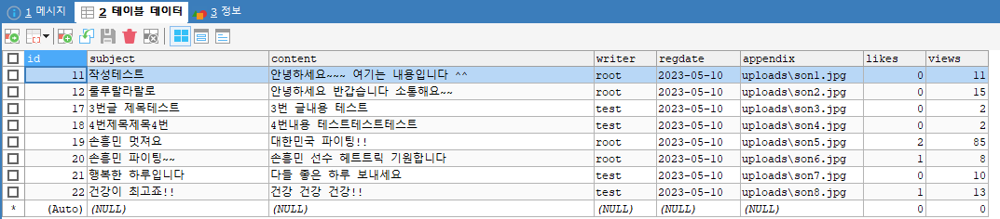 1 메시지 2 테이블 데이터 3 정보
id subject content writer regdate appendix likes views
11 작성테스트 안녕하세요~~~ 여기는 내용입니다 ^^ root 2023-05-10 uploads\son1.jpg 0 11
12 룰루랄라랄로 안녕하세요 반갑습니다 소통해요~~ root 2023-05-10 uploads\son2.jpg 0 15
17 3번글 제목테스트 3번 글내용 테스트 test 2023-05-10 uploads\son3.jpg 0 2
18 4번제목제목4번 4번내용 테스트테스트테스트 test 2023-05-10 uploads\son4.jpg 0 2
19 손흥민 멋져요 대한민국 파이팅!! root 2023-05-10 uploads\son5.jpg 2 85
20 손흥민 파이팅~~ 손흥민 선수 헤트트릭 기원합니다 root 2023-05-10 uploads\son6.jpg 1 8
21 행복한 하루입니다 다들 좋은 하루 보내세요 test 2023-05-10 uploads\son7.jpg 0 10
22 건강이 최고죠!! 건강 건강 건강!! test 2023-05-10 uploads\son8.jpg 1 13
* (Auto) (NULL) (NULL) (NULL) (NULL) (NULL) 0 0